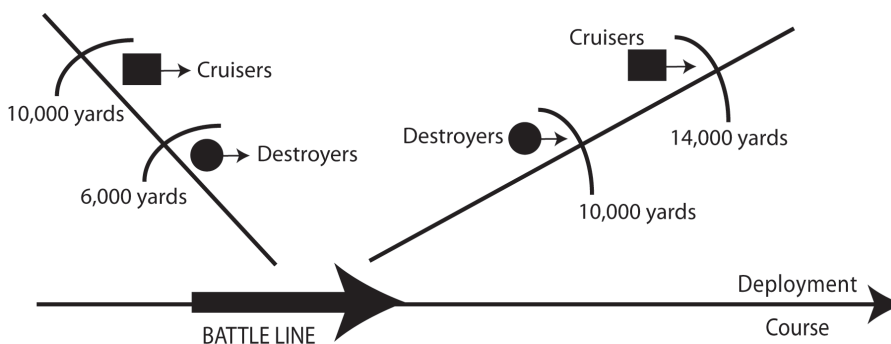 Cruisers
10,000 yards
Destroyers
6,000 yards
Cruisers
14,000 yards
Destroyers
10,000 yards
BATTLE LINE
Deployment
Course